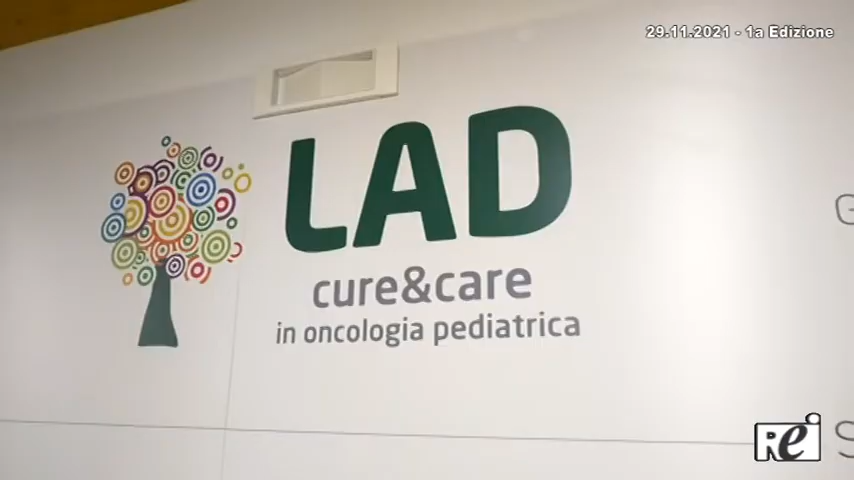 29.11.2021 - 1a Edizione
LAD
cure&care
in oncologia pediatrica
Rei